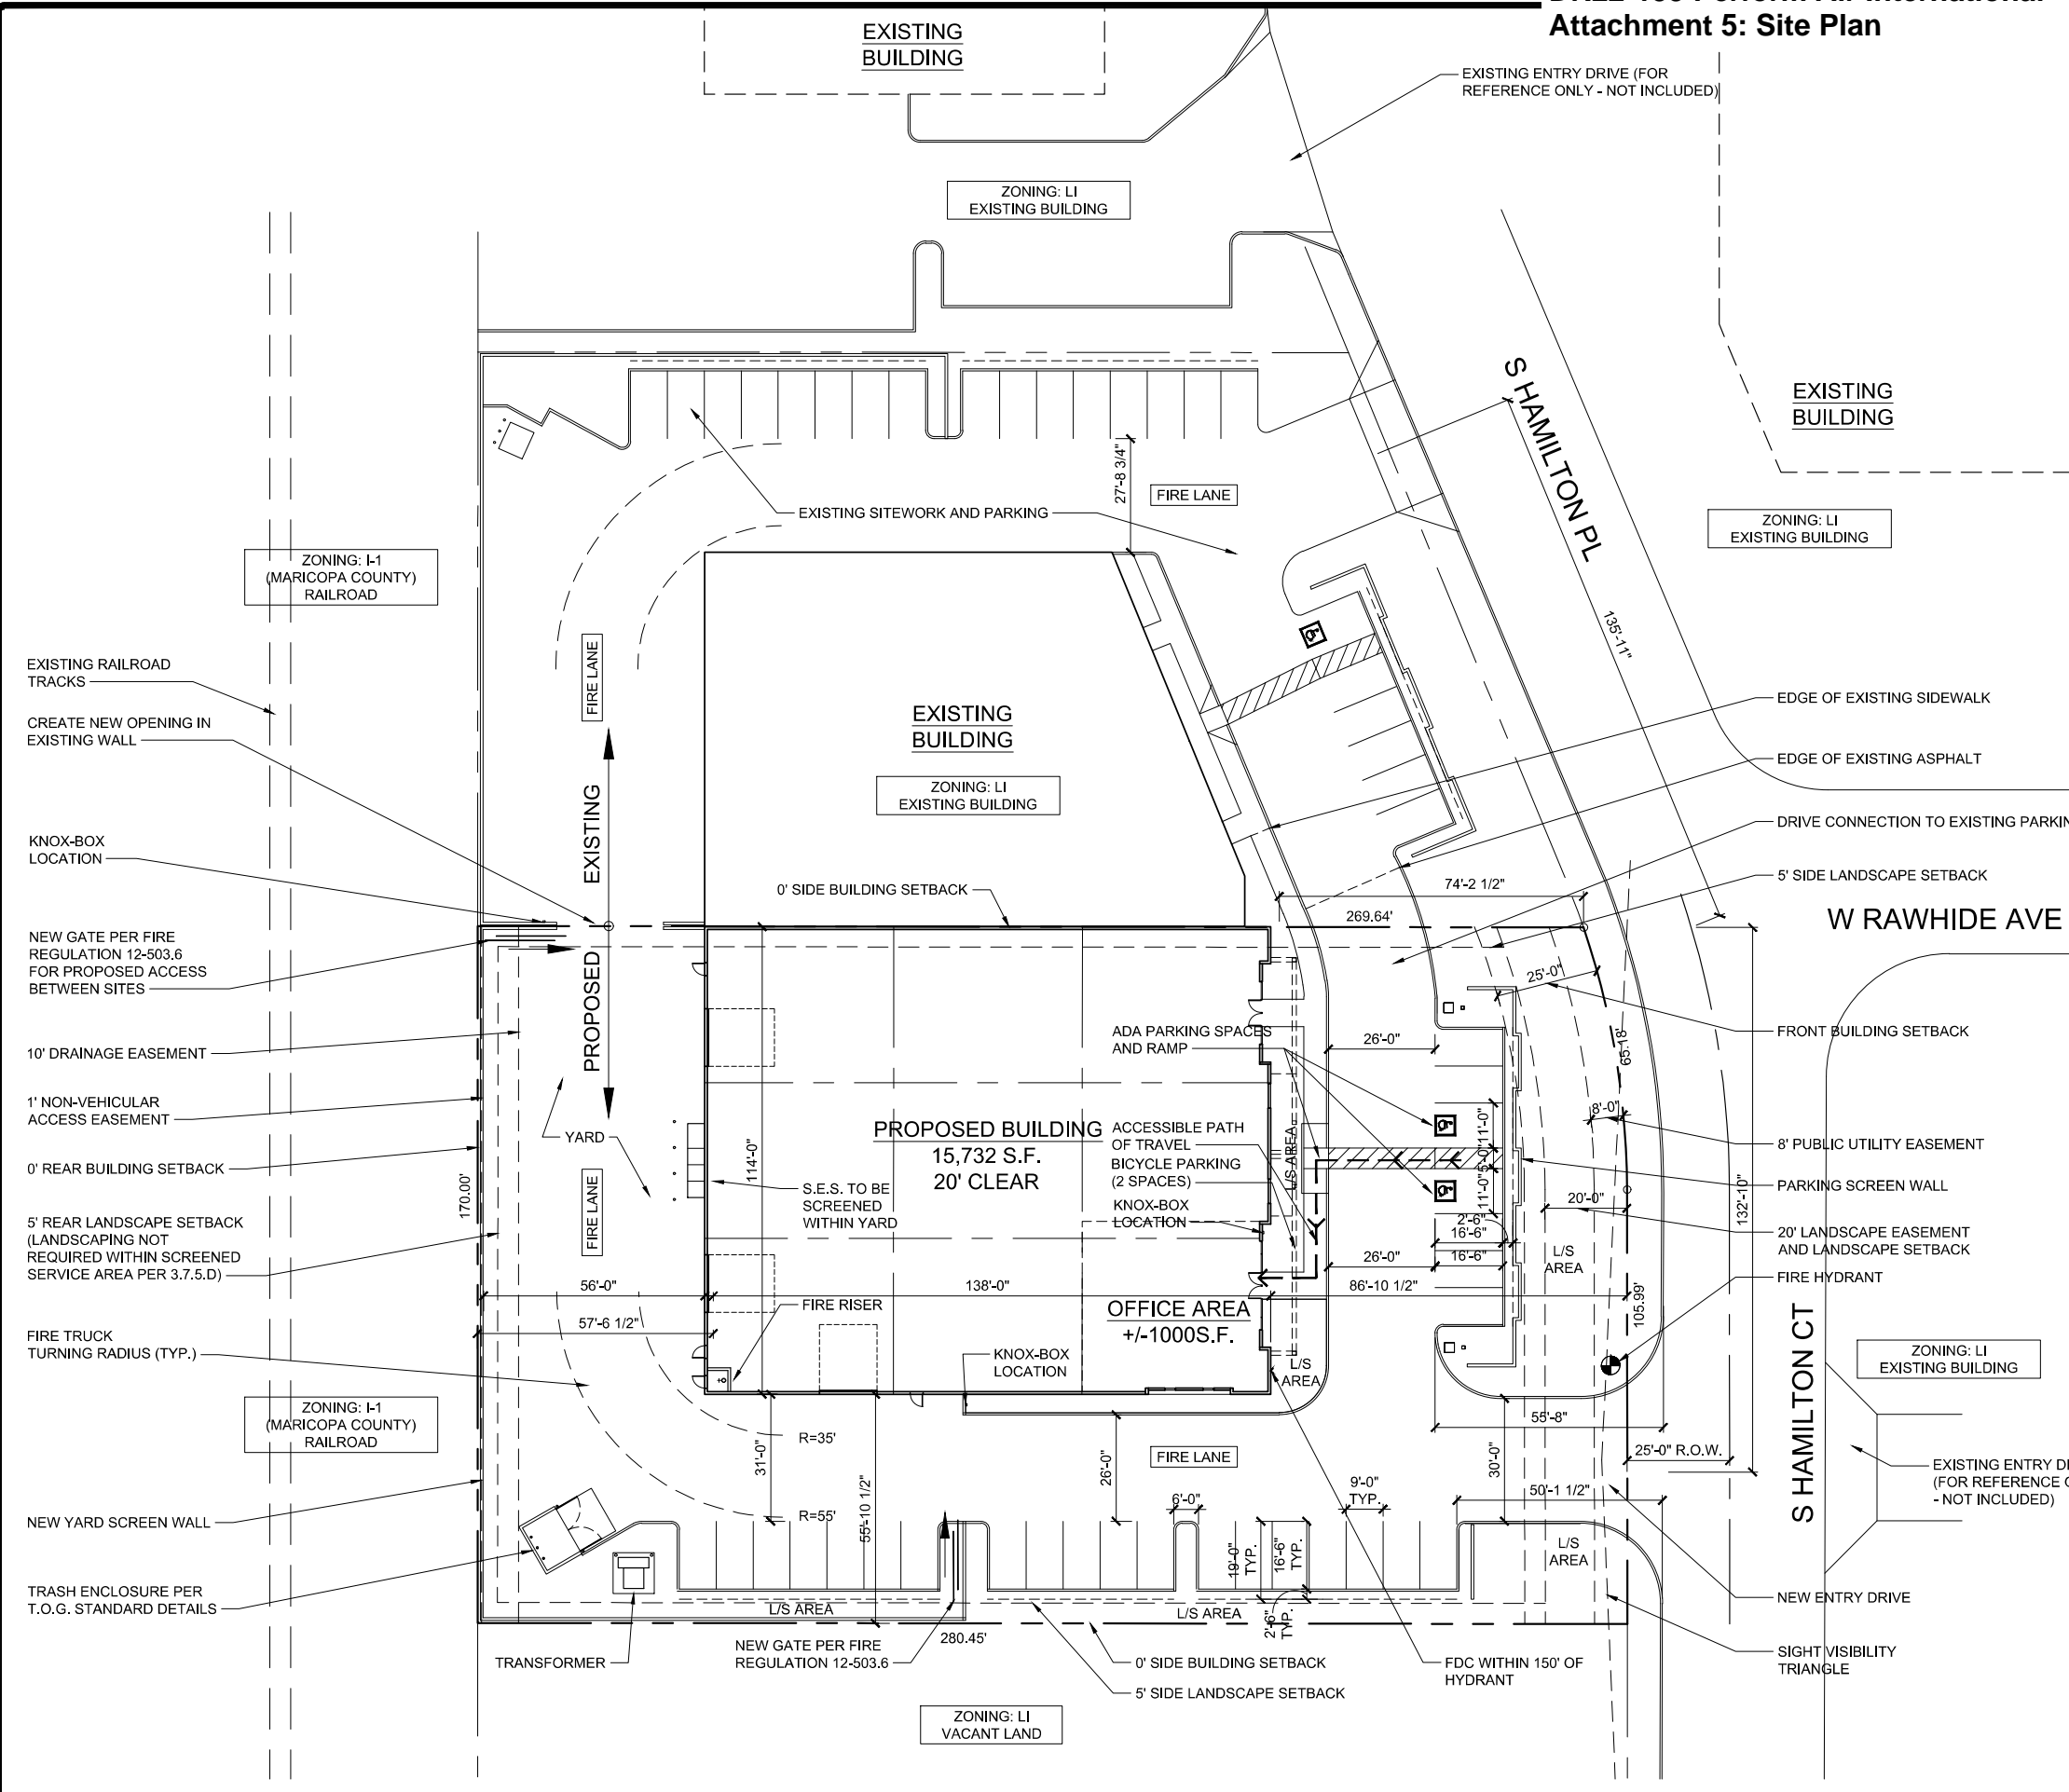 Attachment 5: Site Plan
EXISTING
BUILDING
EXISTING ENTRY DRIVE (FOR
REFERENCE ONLY - NOT INCLUDED)
ZONING: LI
EXISTING BUILDING
S HAMILTON PL
EXISTING
BUILDING
27'-8 3/4"
FIRE LANE
EXISTING SITEWORK AND PARKING
ZONING: LI
EXISTING BUILDING
ZONING: I-1
(MARICOPA COUNTY)
RAILROAD
135'-11"
EXISTING RAILROAD
TRACKS
FIRE LANE
EXISTING
BUILDING
EDGE OF EXISTING SIDEWALK
CREATE NEW OPENING IN
EXISTING WALL
EDGE OF EXISTING ASPHALT
ZONING: LI
EXISTING BUILDING
EXISTING
DRIVE CONNECTION TO EXISTING
KNOX-BOX
LOCATION
0' SIDE BUILDING SETBACK
74'-2 1/2"
5' SIDE LANDSCAPE SETBACK
269.64'
W RAWHIDE AVE
NEW GATE PER FIRE
REGULATION 12-503.6
FOR PROPOSED ACCESS
BETWEEN SITES
PROPOSED
25'-0"
ADA PARKING SPACES
AND RAMP
26'-0"
65.18'
FRONT BUILDING SETBACK
10' DRAINAGE EASEMENT
1' NON-VEHICULAR
ACCESS EASEMENT
YARD
PROPOSED BUILDING
15,732 S.F.
20' CLEAR
114'-0"
ACCESSIBLE PATH
OF TRAVEL
BICYCLE PARKING
(2 SPACES)
L/S AREA
11'-0"
5'-0"
11'-0"
8'-0"
8' PUBLIC UTILITY EASEMENT
0' REAR BUILDING SETBACK
170.00'
FIRE LANE
S.E.S. TO BE
SCREENED
WITHIN YARD
KNOX-BOX
LOCATION
PARKING SCREEN WALL
20'-0"
132'-10"
5' REAR LANDSCAPE SETBACK
(LANDSCAPING NOT
REQUIRED WITHIN SCREENED
SERVICE AREA PER 3.7.5.D)
2'-6"
16'-6"
26'-0"
16'-6"
L/S
AREA
20' LANDSCAPE EASEMENT
AND LANDSCAPE SETBACK
56'-0"
138'-0"
86'-10 1/2"
FIRE HYDRANT
105.99'
FIRE RISER
OFFICE AREA
+/-1000S.F.
57'-6 1/2"
FIRE TRUCK
TURNING RADIUS (TYP.)
KNOX-BOX
LOCATION
L/S
AREA
S HAMILTON CT
ZONING: LI
EXISTING BUILDING
ZONING: I-1
(MARICOPA COUNTY)
RAILROAD
R=35'
31'-0"
55'-10 1/2"
FIRE LANE
26'-0"
55'-8"
30'-0"
25'-0" R.O.W.
EXISTING ENTRY
(FOR REFERENCE
- NOT INCLUDED)
NEW YARD SCREEN WALL
R=55'
6'-0"
9'-0"
TYP.
50'-1 1/2"
19'-0"
TYP.
16'-6"
TYP.
L/S
AREA
TRASH ENCLOSURE PER
T.O.G. STANDARD DETAILS
L/S AREA
L/S AREA
2'-6"
TYP.
NEW ENTRY DRIVE
280.45'
TRANSFORMER
NEW GATE PER FIRE
REGULATION 12-503.6
0' SIDE BUILDING SETBACK
5' SIDE LANDSCAPE SETBACK
FDC WITHIN 150' OF
HYDRANT
SIGHT VISIBILITY
TRIANGLE
ZONING: LI
VACANT LAND